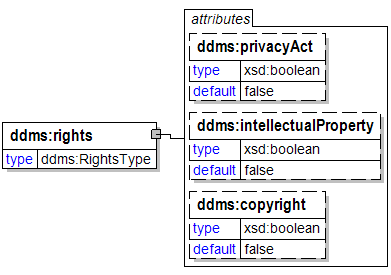 attributes
ddms:privacyAct
type xsd:boolean
default false
ddms:rights
type ddms:RightsType
ddms:intellectualProperty
type xsd:boolean
default false
ddms:copyright
type xsd:boolean
default false